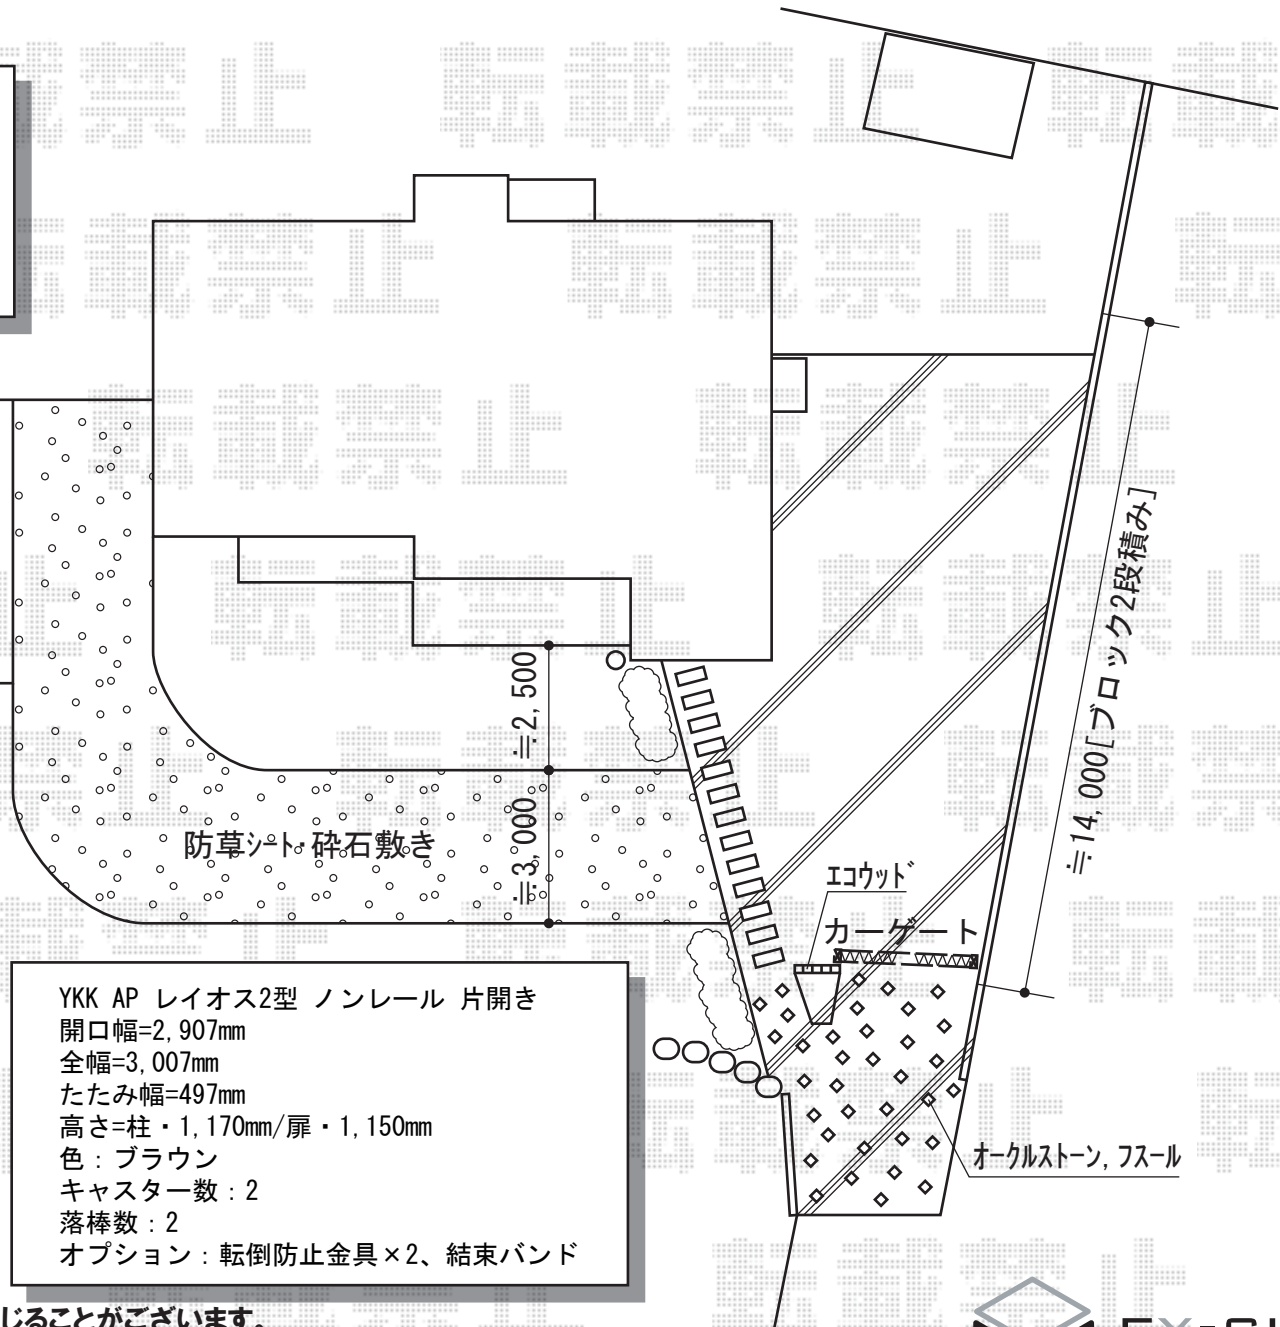 転載禁止
≒2,500
≒3,000
防草シート・砕石敷き
≒14,000[ブロック2段積み]
エコウッド
カーゲート
オークルストーン,フスール
YKK AP レイオス2型 ノンレール 片開き
開口幅=2,907mm
全幅=3,007mm
たたみ幅=497mm
高さ=柱・1,170mm/扉・1,150mm
色：ブラウン
キャスター数：2
落棒数：2
オプション：転倒防止金具×2、結束バンド
じることがございます。